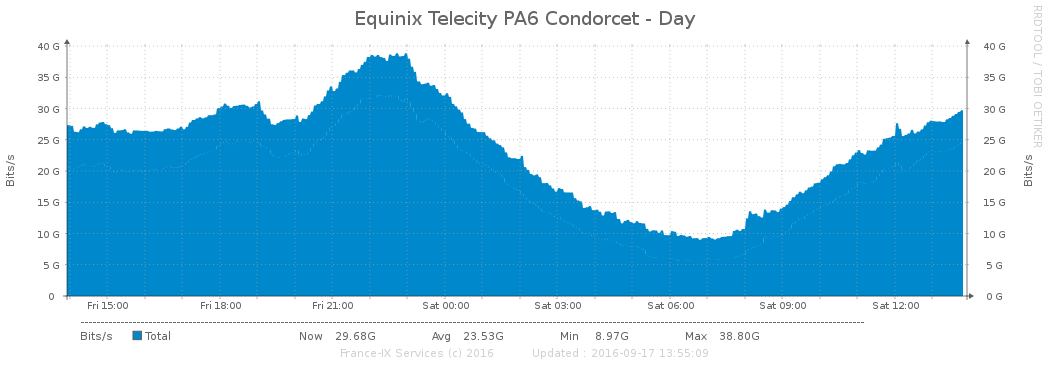 Equinix Telecity PA6 Condorcet - Day
RRDTOOL / TOBI OETIKER
Bits/s
40 G 40 G
35 G 35 G
30 G 30 G
25 G 25 G
20 G 20 G
15 G 15 G
10 G 10 G
5 G 5 G
0 0 G
Bits/s
Fri 15:00 Fri 18:00 Fri 21:00 Sat 00:00 Sat 03:00 Sat 06:00 Sat 09:00 Sat 12:00
Bits/s Total Now 29.68G Avg 23.53G Min 8.97G Max 38.80G
France-IX Services (c) 2016 Updated : 2016-09-17 13:55:09